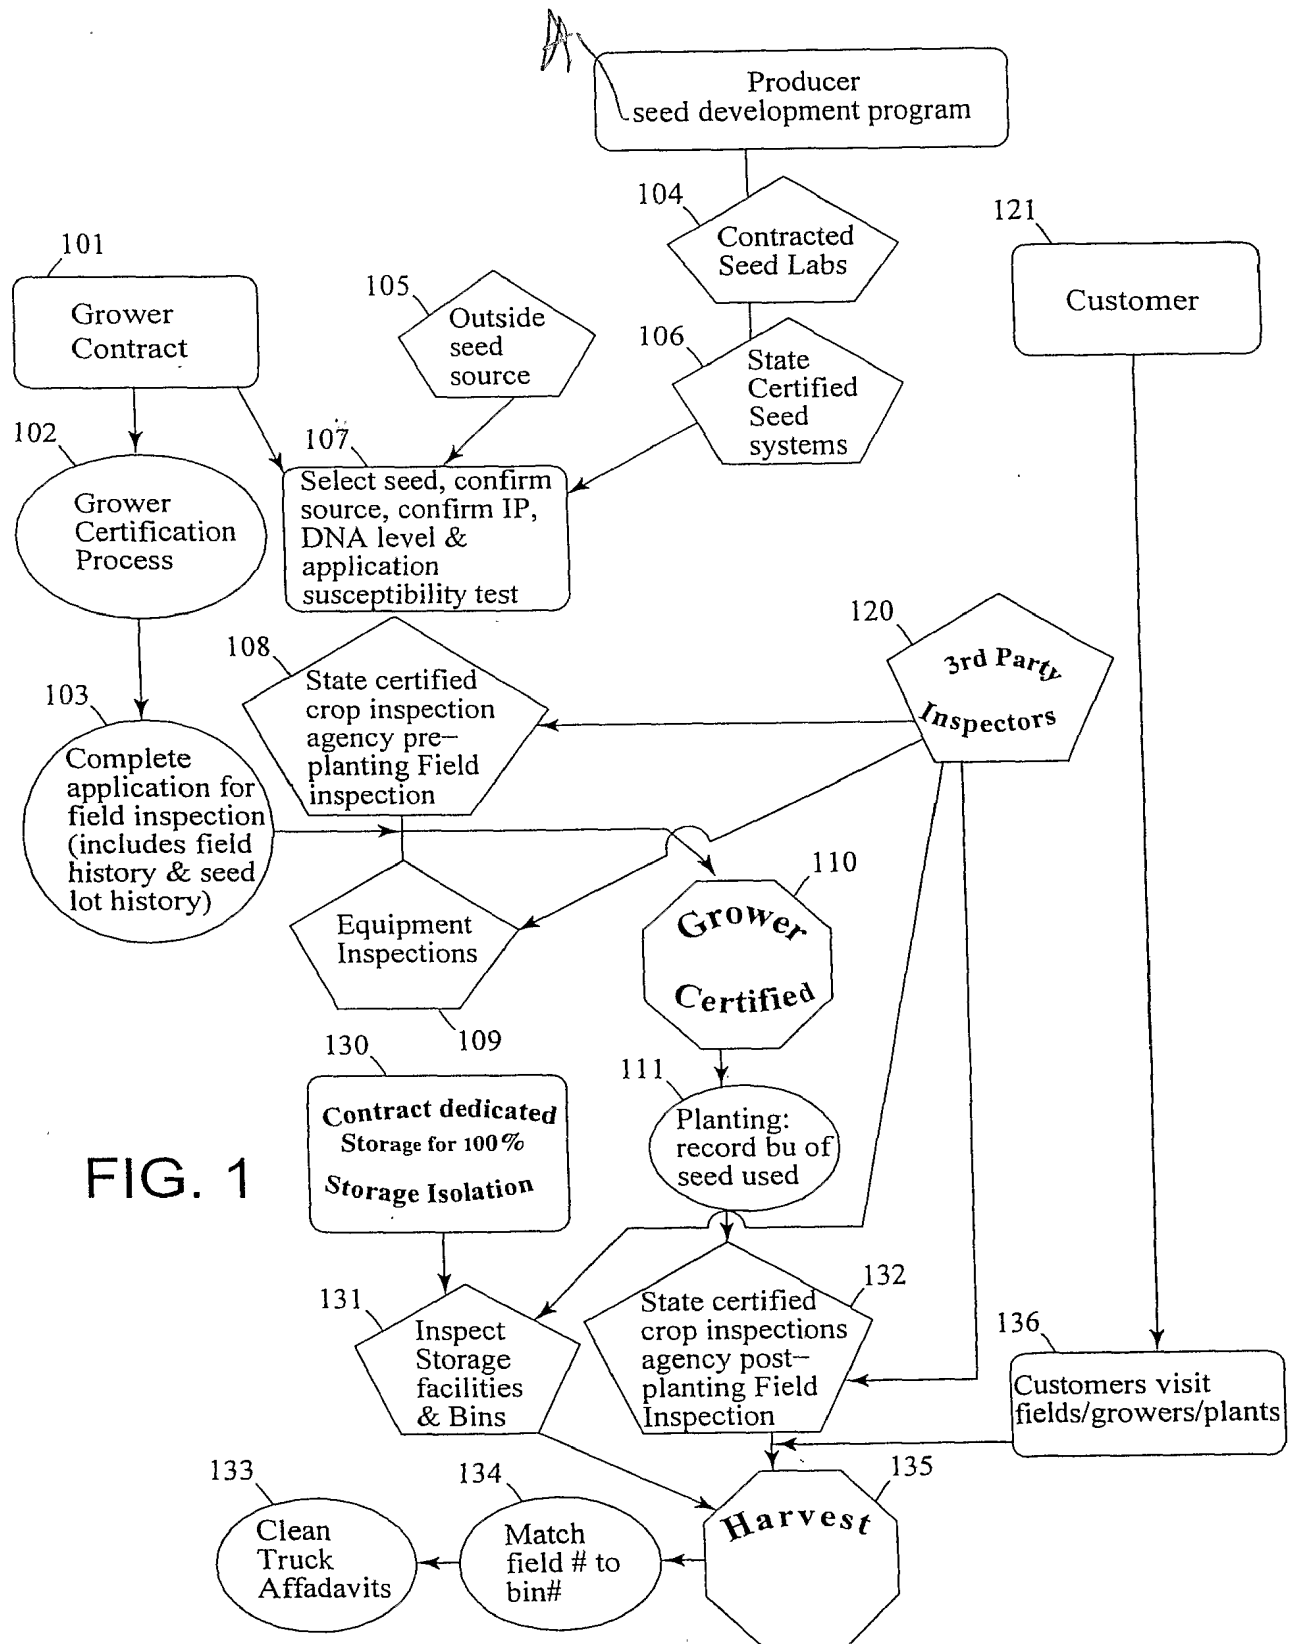 Producer
seed development program
104
Contracted
Seed Labs
121
Customer
101
Grower
Contract
105
Outside
seed
source
106
State
Certified
Seed
systems
102
Grower
Certification
Process
107
Select seed, confirm
source, confirm IP,
DNA level &
application
susceptibility test
120
3rd Party
Inspectors
108
State certified
crop inspection
agency pre-
planting Field
inspection
103
Complete
application for
field inspection
(includes field
history & seed
lot history)
110
Grower
Certified
Equipment
Inspections
109
130
Contract dedicated
Storage for 100%
Storage Isolation
111
Planting:
record bu of
seed used
FIG. 1
131
Inspect
Storage
facilities
& Bins
132
State certified
crop inspections
agency post-
planting Field
Inspection
136
Customers visit
fields/growers/plants
133
Clean
Truck
Affadavits
134
Match
field # to
bin#
135
Harvest